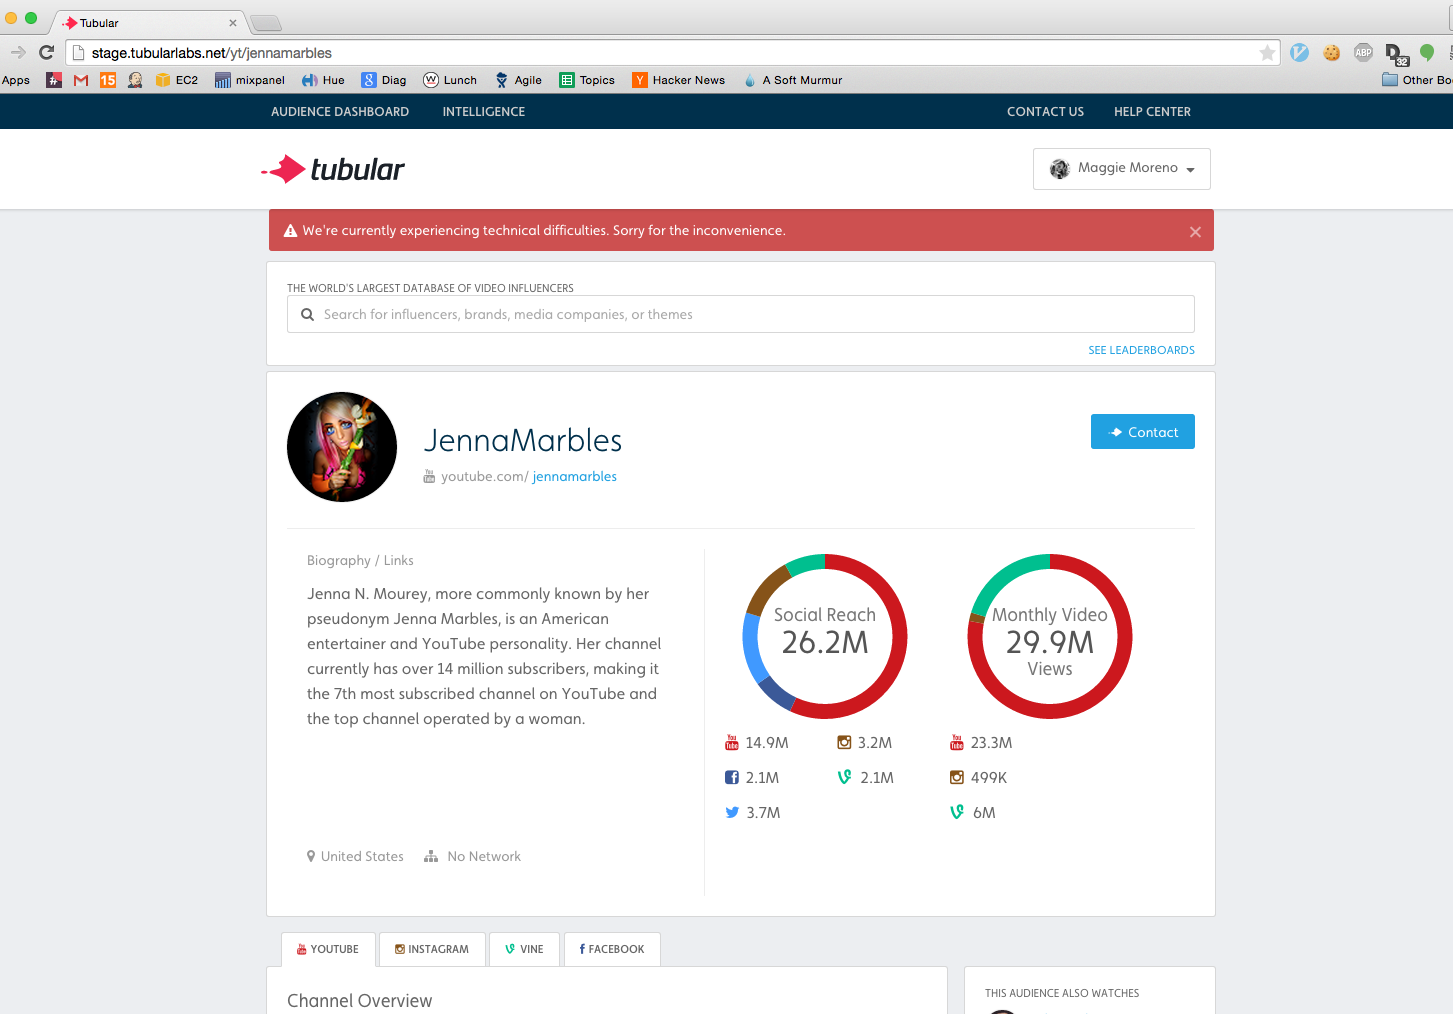 Tubular
stage.tubularlabs.net/yt/jennamarbles
ABP
32
Apps
15
EC2
mixpanel
Hue
Diag
Lunch
Agile
Topics
Hacker News
A Soft Murmur
Other Bo
AUDIENCE DASHBOARD
INTELLIGENCE
CONTACT US
HELP CENTER
tubular
Maggie Moreno
We're currently experiencing technical difficulties. Sorry for the inconvenience.
THE WORLD'S LARGEST DATABASE OF VIDEO INFLUENCERS
Search for influencers, brands, media companies, or themes
SEE LEADERBOARDS
JennaMarbles
youtube.com/ jennamarbles
Contact
Biography / Links
Jenna N. Mourey, more commonly known by her
pseudonym Jenna Marbles, is an American
entertainer and YouTube personality. Her channel
currently has over 14 million subscribers, making it
the 7th most subscribed channel on YouTube and
the top channel operated by a woman.
United States
No Network
Social Reach
26.2M
14.9M
3.2M
2.1M
2.1M
3.7M
Monthly Video
29.9M
Views
23.3M
499K
6M
YOUTUBE
INSTAGRAM
VINE
FACEBOOK
Channel Overview
THIS AUDIENCE ALSO WATCHES